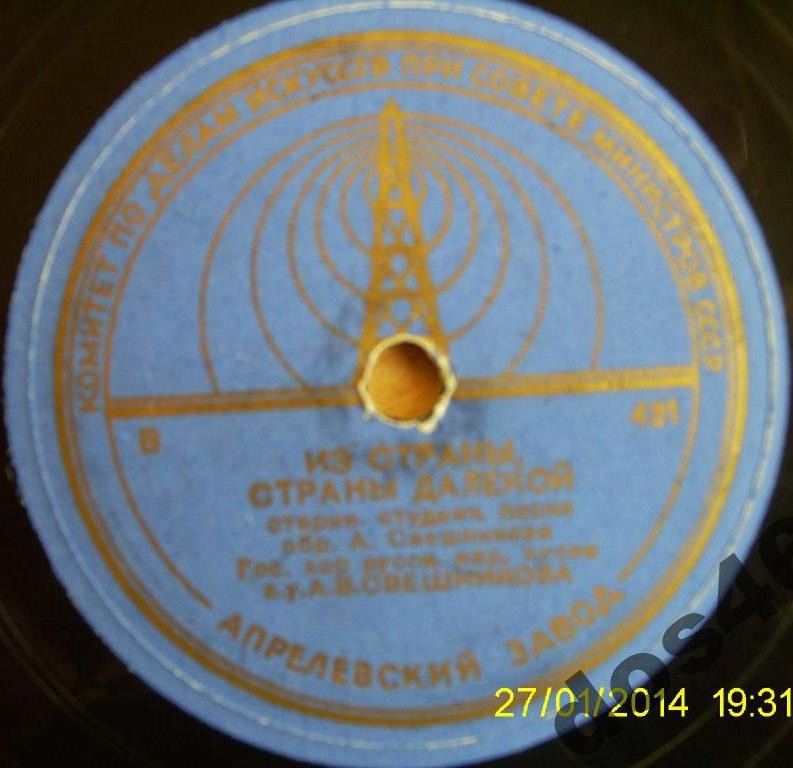 КОМИТЕТ ПО ДЕЛАМ ИСКУССТВ ПРИ СОВЕТЕ МИНИСТРОВ СССР
В 421
ИЗ СТРАНЫ,
СТРАНЫ ДАЛЕКОЙ
старин. студенч. песня
обр. А. Свешникова
Гос. хор русск. нар. песни
п.у. А.В.СВЕШНИКОВА
АПРЕЛЕВСКИЙ ЗАВОД
27/01/2014 19:31